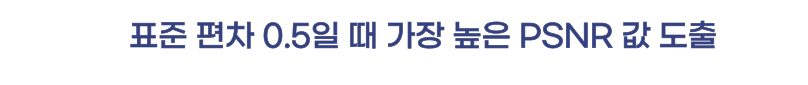 표준 편차 0.5일 때 가장 높은 PSNR 값 도출